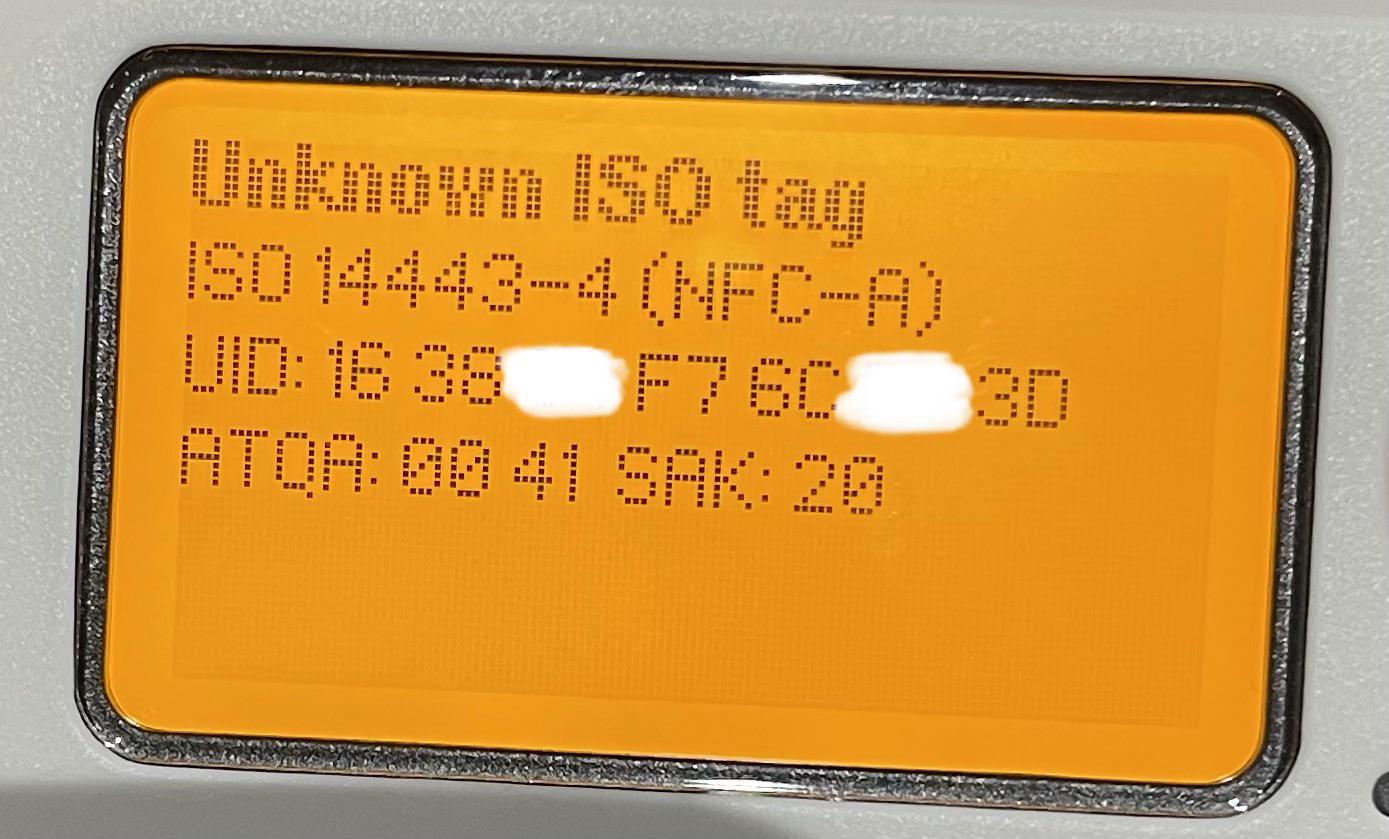 Unknown ISO tag
ISO 14443-4 (NFC-A)
UID: 16 38 F7 6C 3D
ATQA: 00 41 SAK: 20